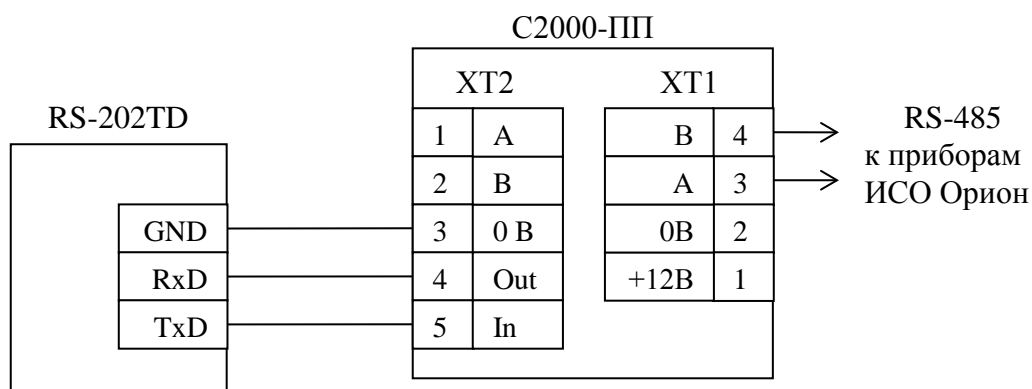 С2000-ПП
XT2 XT1
RS-202TD
1 A
2 B
3 0 В
4 Out
5 In
B 4
A 3
0В 2
+12В 1
GND
RxD
TxD
RS-485
к приборам
ИСО Орион